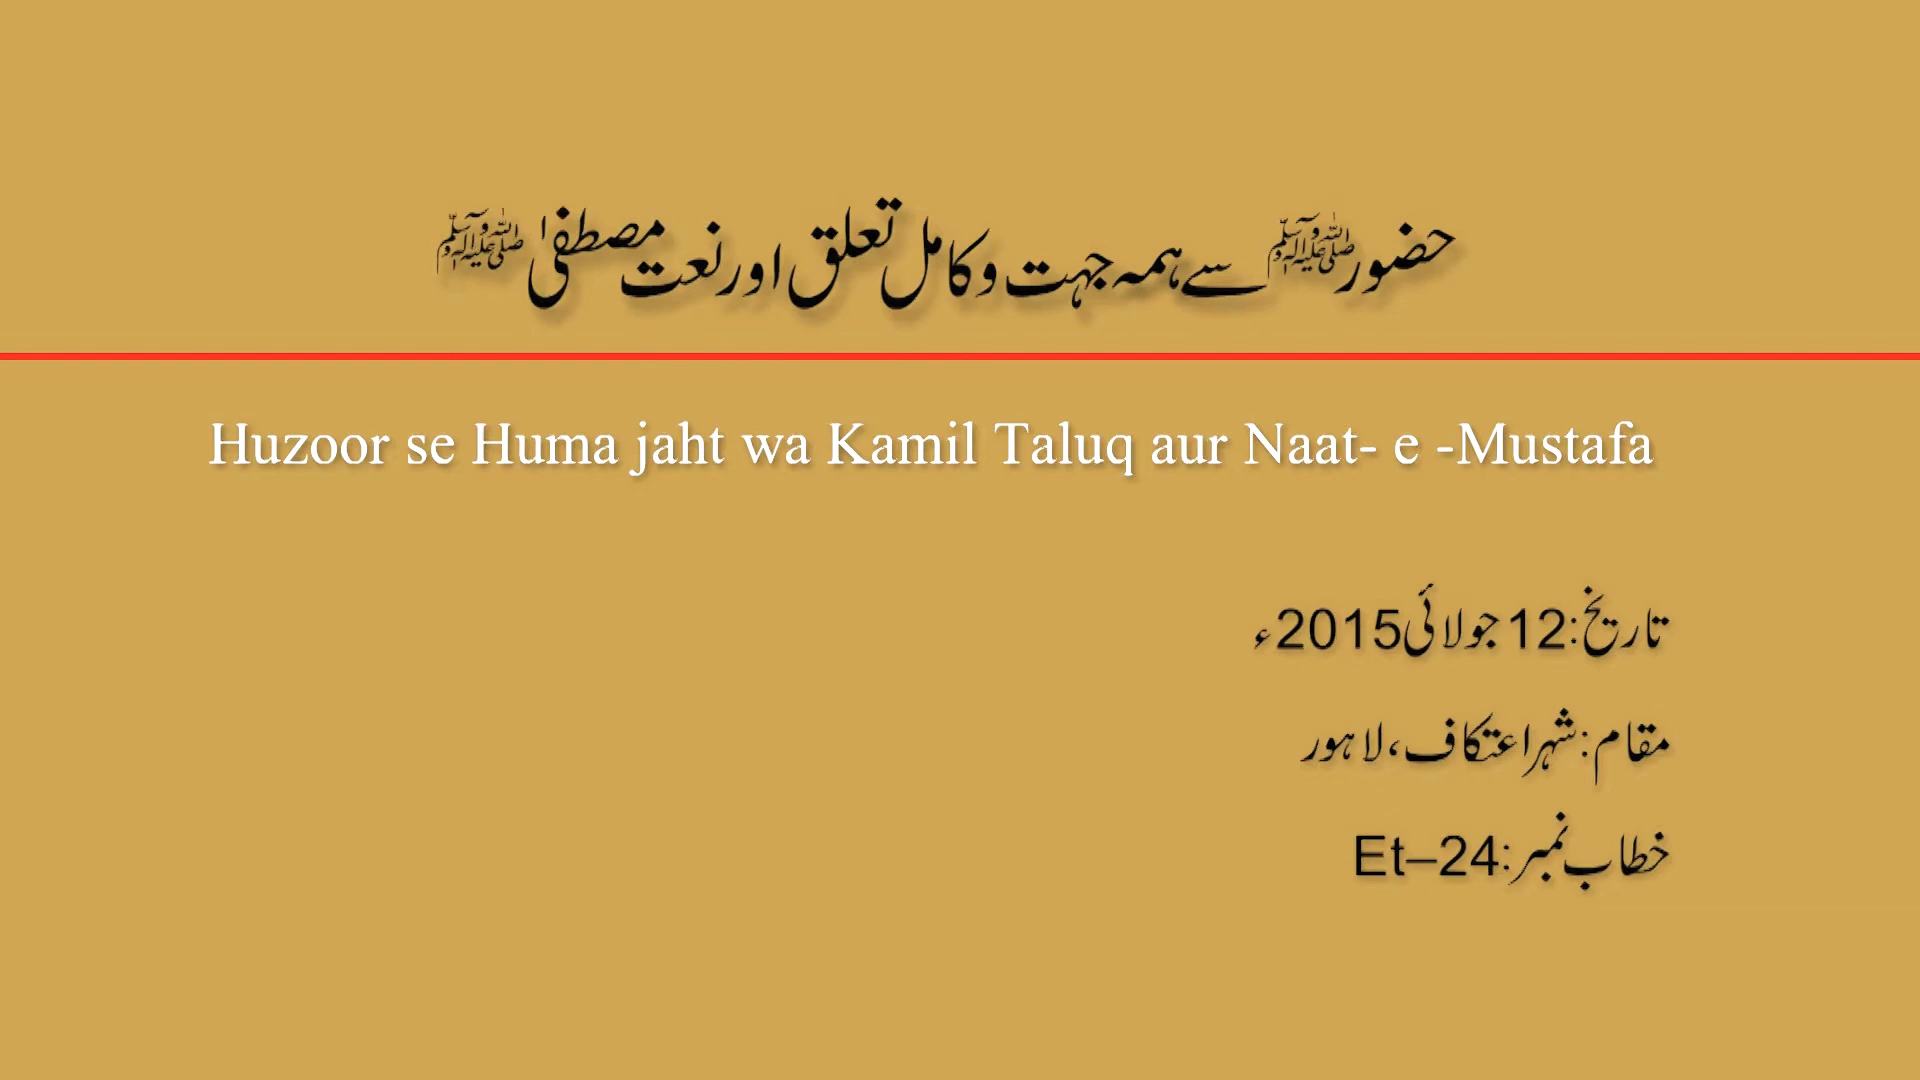 حضور ﷺ سے ہمہ جہت و کامل تعلق اور نعت مصطفیٰ ﷺ
Huzoor se Huma jaht wa Kamil Taluq aur Naat- e -Mustafa
تاریخ:12 جولائی 2015ء
مقام: شہر اعتکاف، لاہور
خطاب نمبر: Et–24